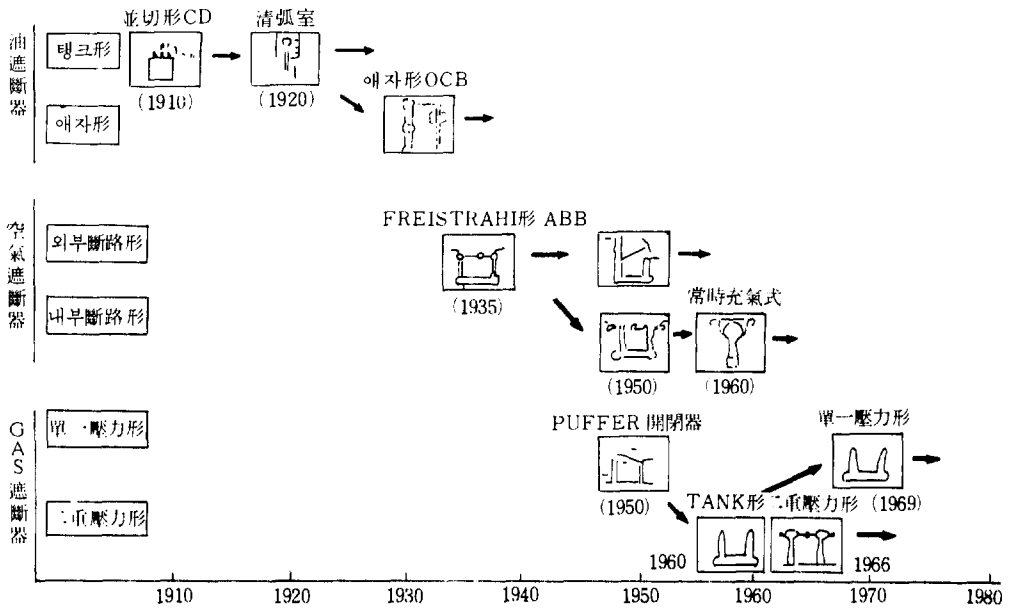 並切形CD
清弧室
油遮斷器
탱크形
(1910)
(1920)
애자形OCB
애자形
FREISTRAHI形 ABB
空氣遮斷器
외부斷路形
(1935)
常時充氣式
내부斷路形
(1950)
(1960)
GAS遮斷器
單一壓力形
PUFFER 開閉器
單一壓力形
(1950)
TANK形二重壓力形
(1969)
二重壓力形
1960
1966
1910
1920
1930
1940
1950
1960
1970
1980